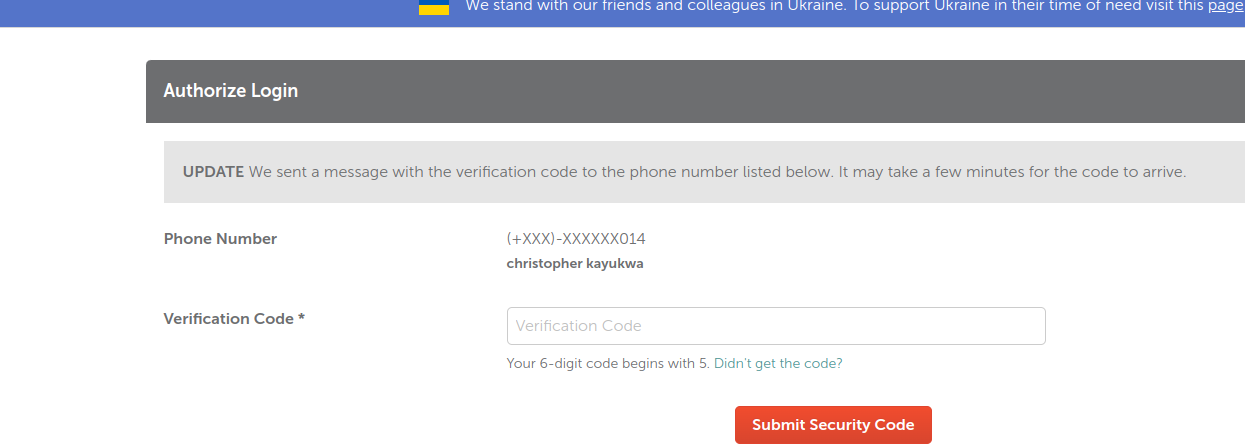 We stand with our friends and colleagues in Ukraine. To support Ukraine in their time of need visit this page
Authorize Login
UPDATE We sent a message with the verification code to the phone number listed below. It may take a few minutes for the code to arrive.
Phone Number
(+XXX)-XXXXXX014
christopher kayukwa
Verification Code *
Verification Code
Your 6-digit code begins with 5. Didn't get the code?
Submit Security Code